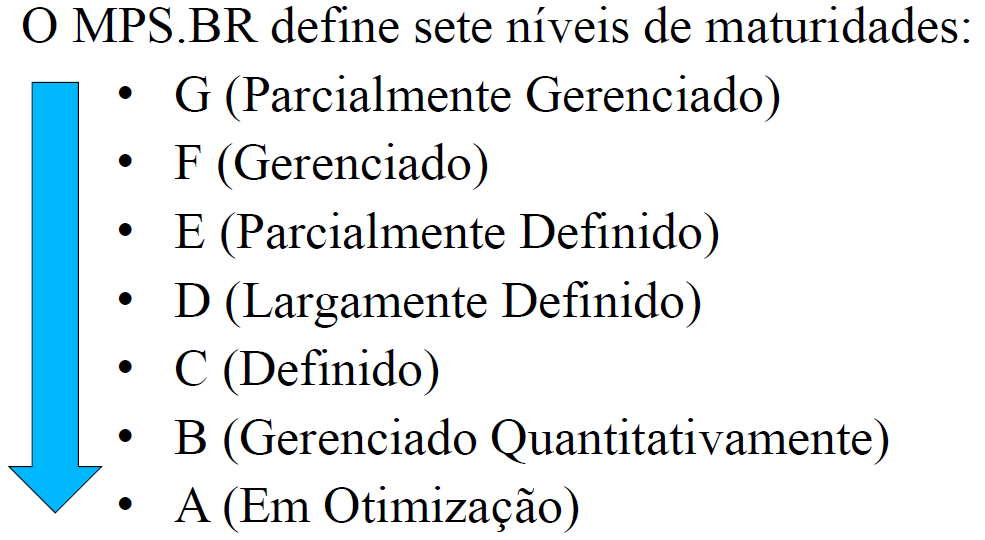 O MPS.BR define sete níveis de maturidades:
• G (Parcialmente Gerenciado)
• F (Gerenciado)
• E (Parcialmente Definido)
• D (Largamente Definido)
• C (Definido)
• B (Gerenciado Quantitativamente)
• A (Em Otimização)